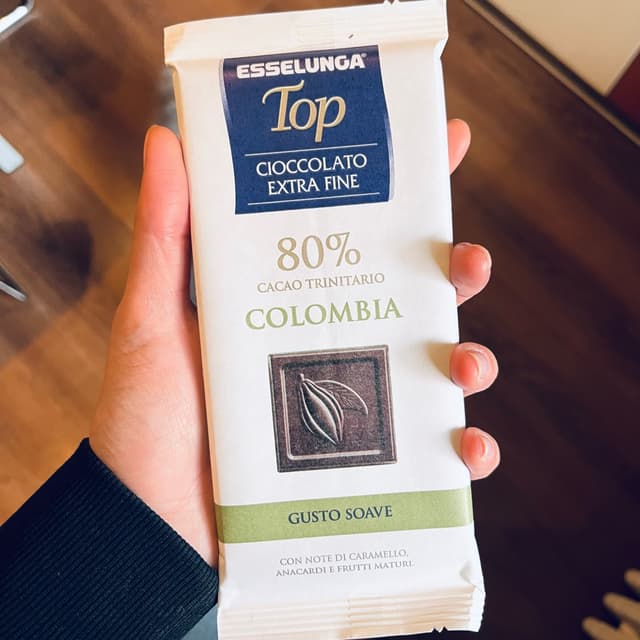 ESSELUNGA
Top
CIOCCOLATO
EXTRA FINE
80%
CACAO TRINITARIO
COLOMBIA
GUSTO SOAVE
CON NOTE DI CARAMELLO,
ANACARDI E FRUTTI MATURI.